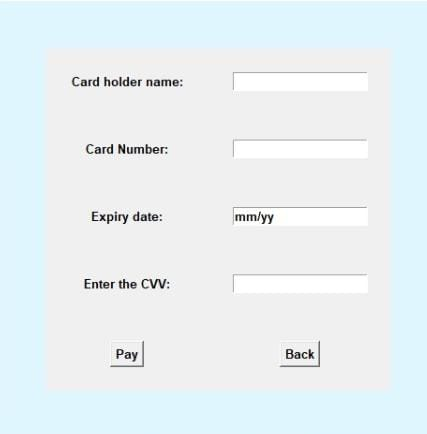 Card holder name:
Card Number:
Expiry date: mm/yy
Enter the CVV:
Pay Back